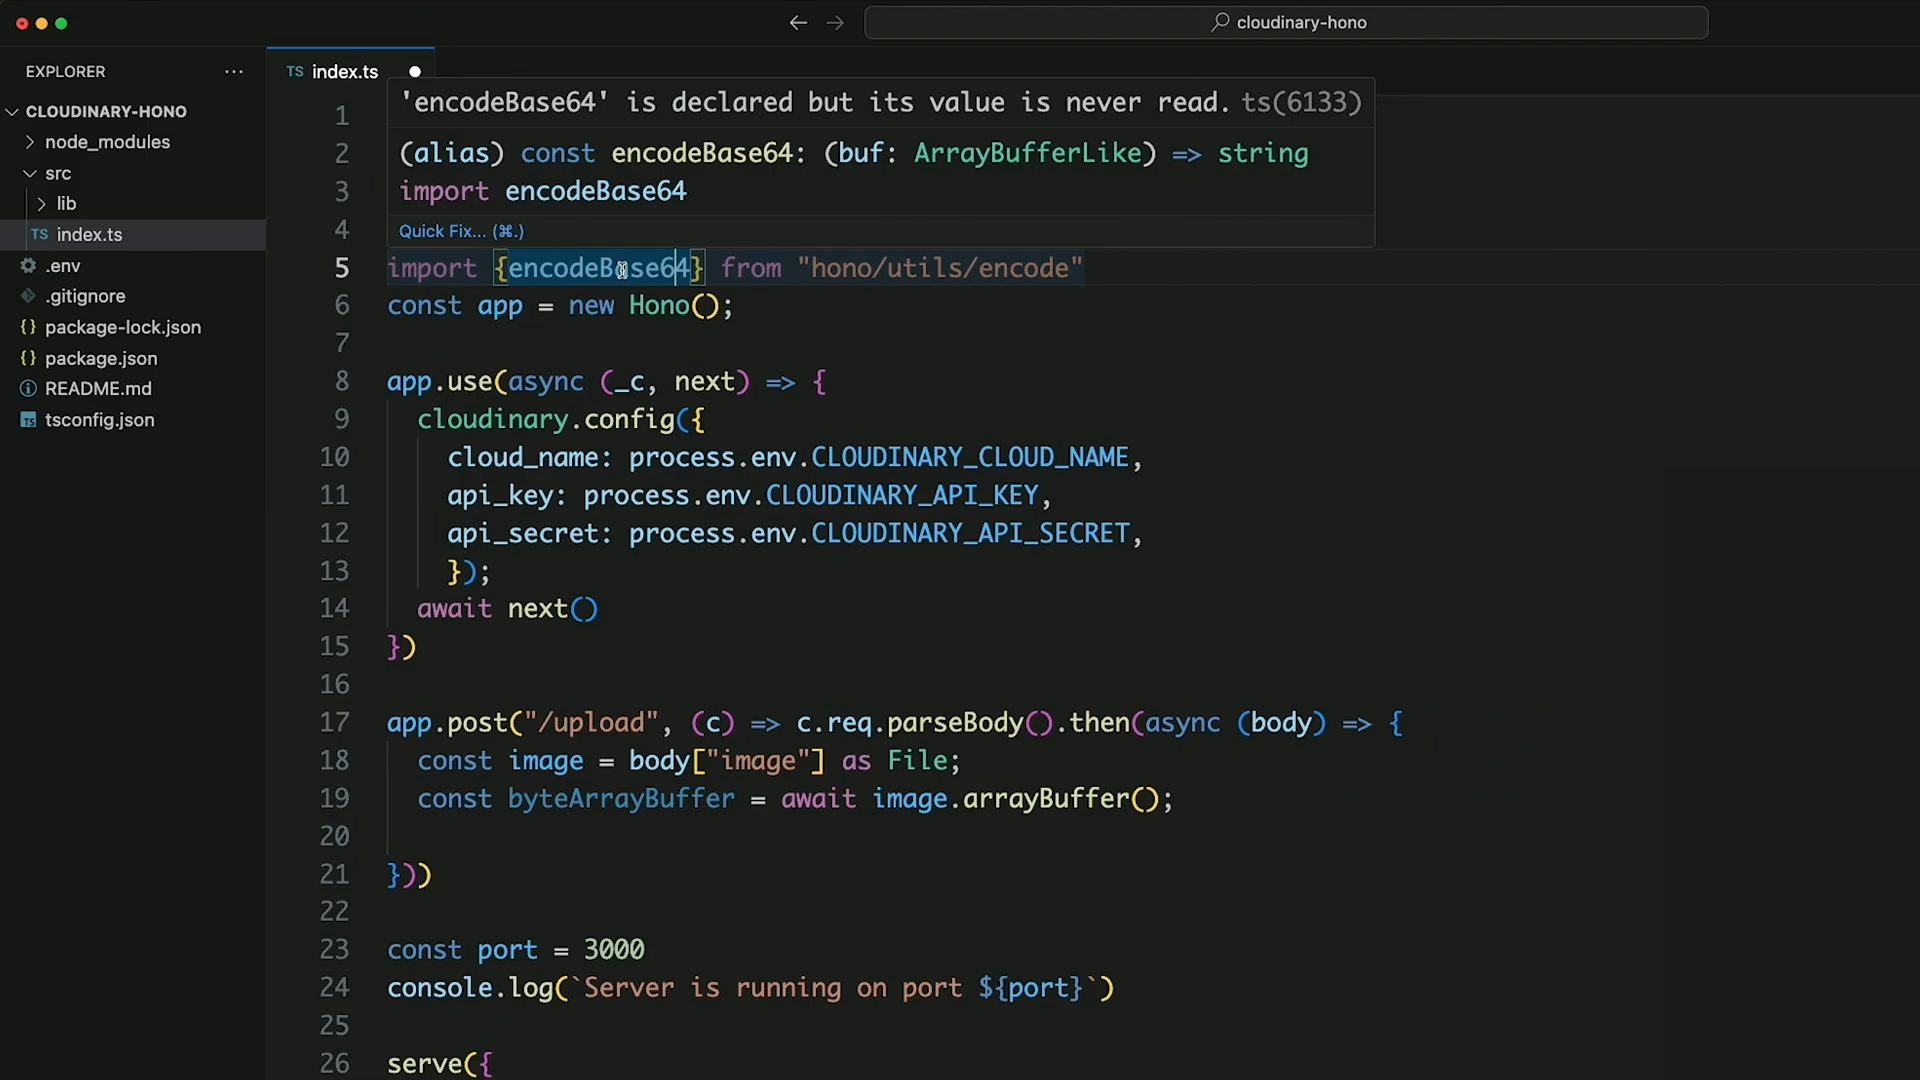 cloudinary-hono
EXPLORER
CLOUDINARY-HONO
node_modules
src
lib
TS index.ts
.env
.gitignore
{} package-lock.json
{} package.json
README.md
TS tsconfig.json
TS index.ts
'encodeBase64' is declared but its value is never read. ts(6133)
(alias) const encodeBase64: (buf: ArrayBufferLike) => string
import encodeBase64
Quick Fix... (⌘.)
1
2
3
4
5 import {encodeBase64} from "hono/utils/encode"
6 const app = new Hono();
7
8 app.use(async (_c, next) => {
9 cloudinary.config({
10 cloud_name: process.env.CLOUDINARY_CLOUD_NAME,
11 api_key: process.env.CLOUDINARY_API_KEY,
12 api_secret: process.env.CLOUDINARY_API_SECRET,
13 });
14 await next()
15 })
16
17 app.post("/upload", (c) => c.req.parseBody().then(async (body) => {
18 const image = body["image"] as File;
19 const byteArrayBuffer = await image.arrayBuffer();
20
21 }))
22
23 const port = 3000
24 console.log(`Server is running on port ${port}`)
25
26 serve({